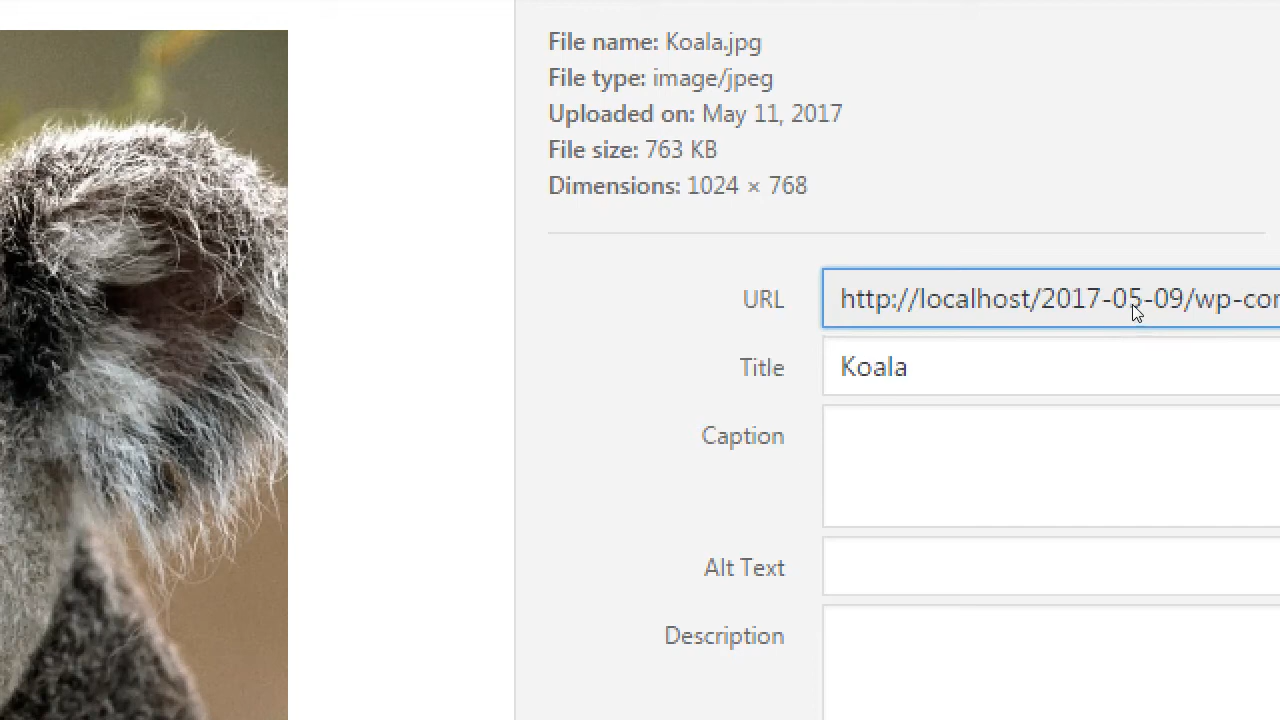 File name: Koala.jpg
File type: image/jpeg
Uploaded on: May 11, 2017
File size: 763 KB
Dimensions: 1024 × 768
URL http://localhost/2017-05-09/wp-con
Title Koala
Caption
Alt Text
Description